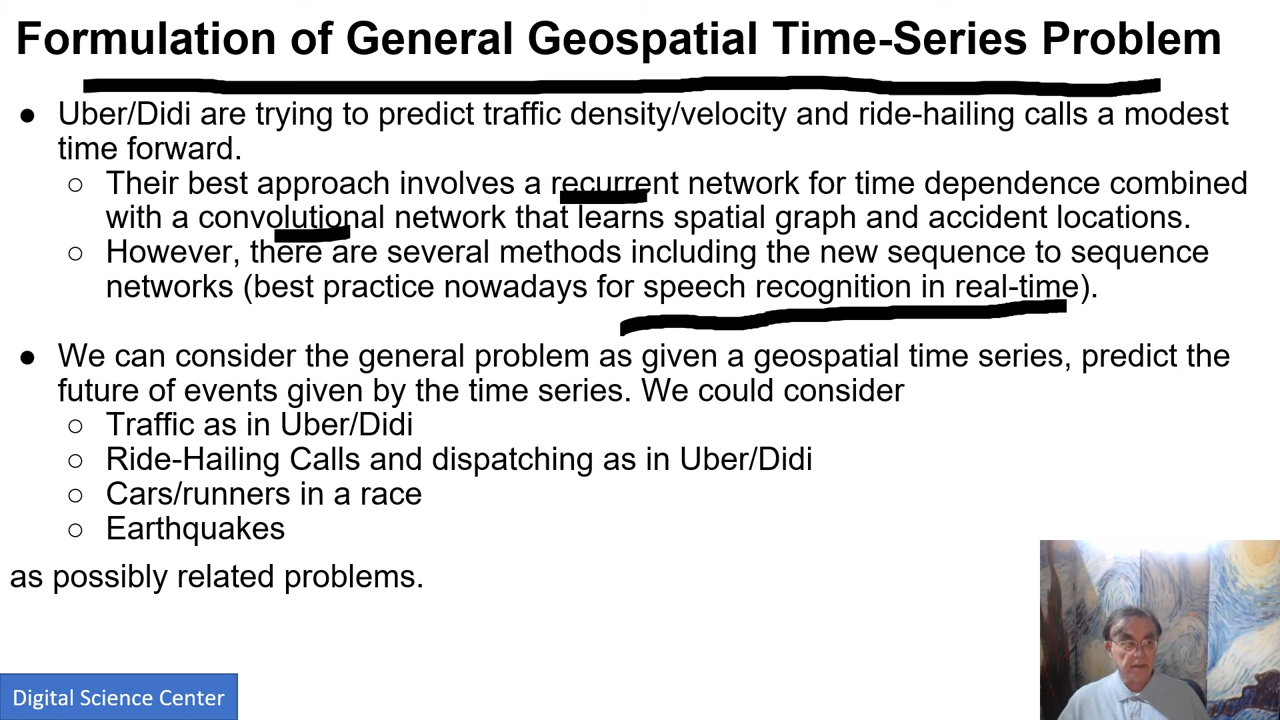 Formulation of General Geospatial Time-Series Problem
● Uber/Didi are trying to predict traffic density/velocity and ride-hailing calls a modest
time forward.
○ Their best approach involves a recurrent network for time dependence combined
with a convolutional network that learns spatial graph and accident locations.
○ However, there are several methods including the new sequence to sequence
networks (best practice nowadays for speech recognition in real-time).
● We can consider the general problem as given a geospatial time series, predict the
future of events given by the time series. We could consider
○ Traffic as in Uber/Didi
○ Ride-Hailing Calls and dispatching as in Uber/Didi
○ Cars/runners in a race
○ Earthquakes
as possibly related problems.
Digital Science Center